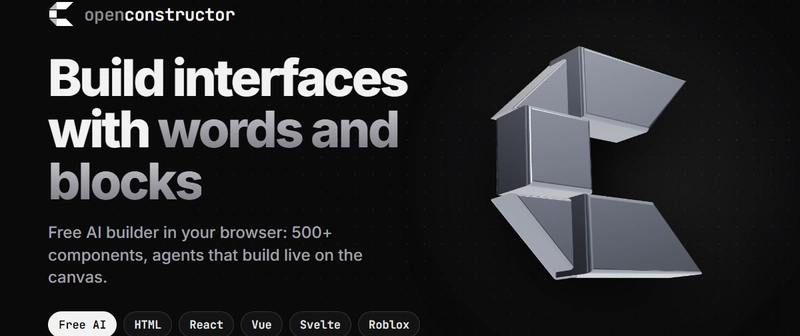 openconstructor
Build interfaces
with words and
blocks
Free AI builder in your browser: 500+
components, agents that build live on the
canvas.
Free AI HTML React Vue Svelte Roblox